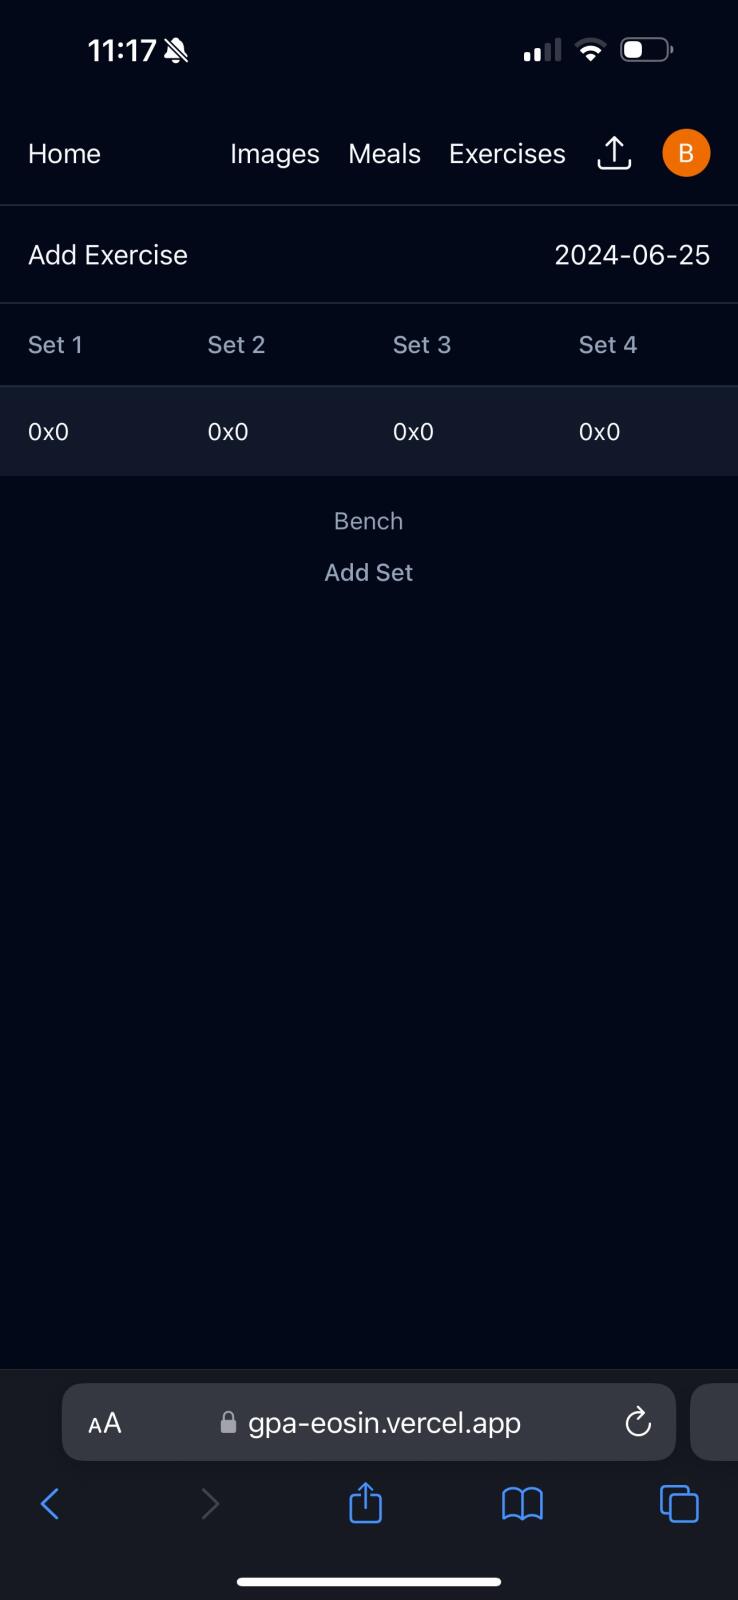 11:17
Home Images Meals Exercises B
Add Exercise 2024-06-25
Set 1 Set 2 Set 3 Set 4
0x0 0x0 0x0 0x0
Bench
Add Set
AA gpa-eosin.vercel.app